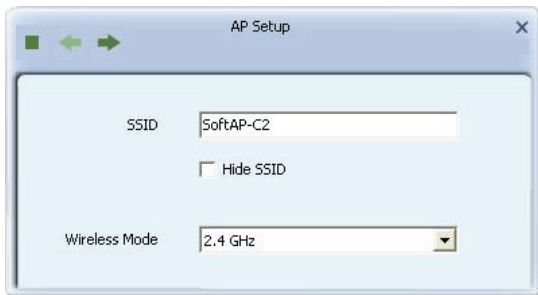 AP Setup
SSID SoftAP-C2
Hide SSID
Wireless Mode 2.4 GHz